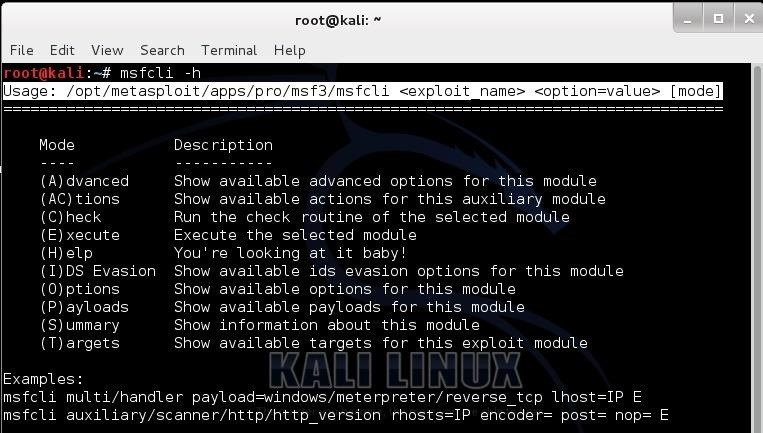 root@kali: ~
File Edit View Search Terminal Help
root@kali:~# msfcli -h
Usage: /opt/metasploit/apps/pro/msf3/msfcli <exploit_name> <option=value> [mode]
================================================================================
Mode Description
---- -----------
(A)dvanced Show available advanced options for this module
(AC)tions Show available actions for this auxiliary module
(C)heck Run the check routine of the selected module
(E)xecute Execute the selected module
(H)elp You're looking at it baby!
(I)DS Evasion Show available ids evasion options for this module
(O)ptions Show available options for this module
(P)ayloads Show available payloads for this module
(S)ummary Show information about this module
(T)argets Show available targets for this exploit module
KALI LINUX
Examples:
msfcli multi/handler payload=windows/meterpreter/reverse_tcp lhost=IP E
msfcli auxiliary/scanner/http/http_version rhosts=IP encoder= post= nop= E